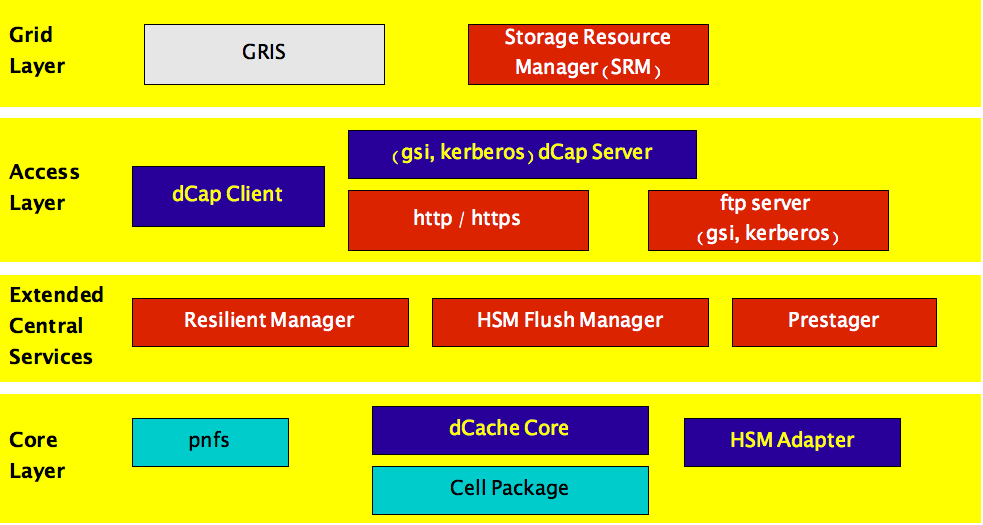 Grid
Layer
GRIS
Storage Resource
Manager (SRM)
Access
Layer
dCap Client
(gsi, kerberos) dCap Server
http / https
ftp server
(gsi, kerberos)
Extended
Central
Services
Resilient Manager
HSM Flush Manager
Prestager
Core
Layer
pnfs
dCache Core
Cell Package
HSM Adapter